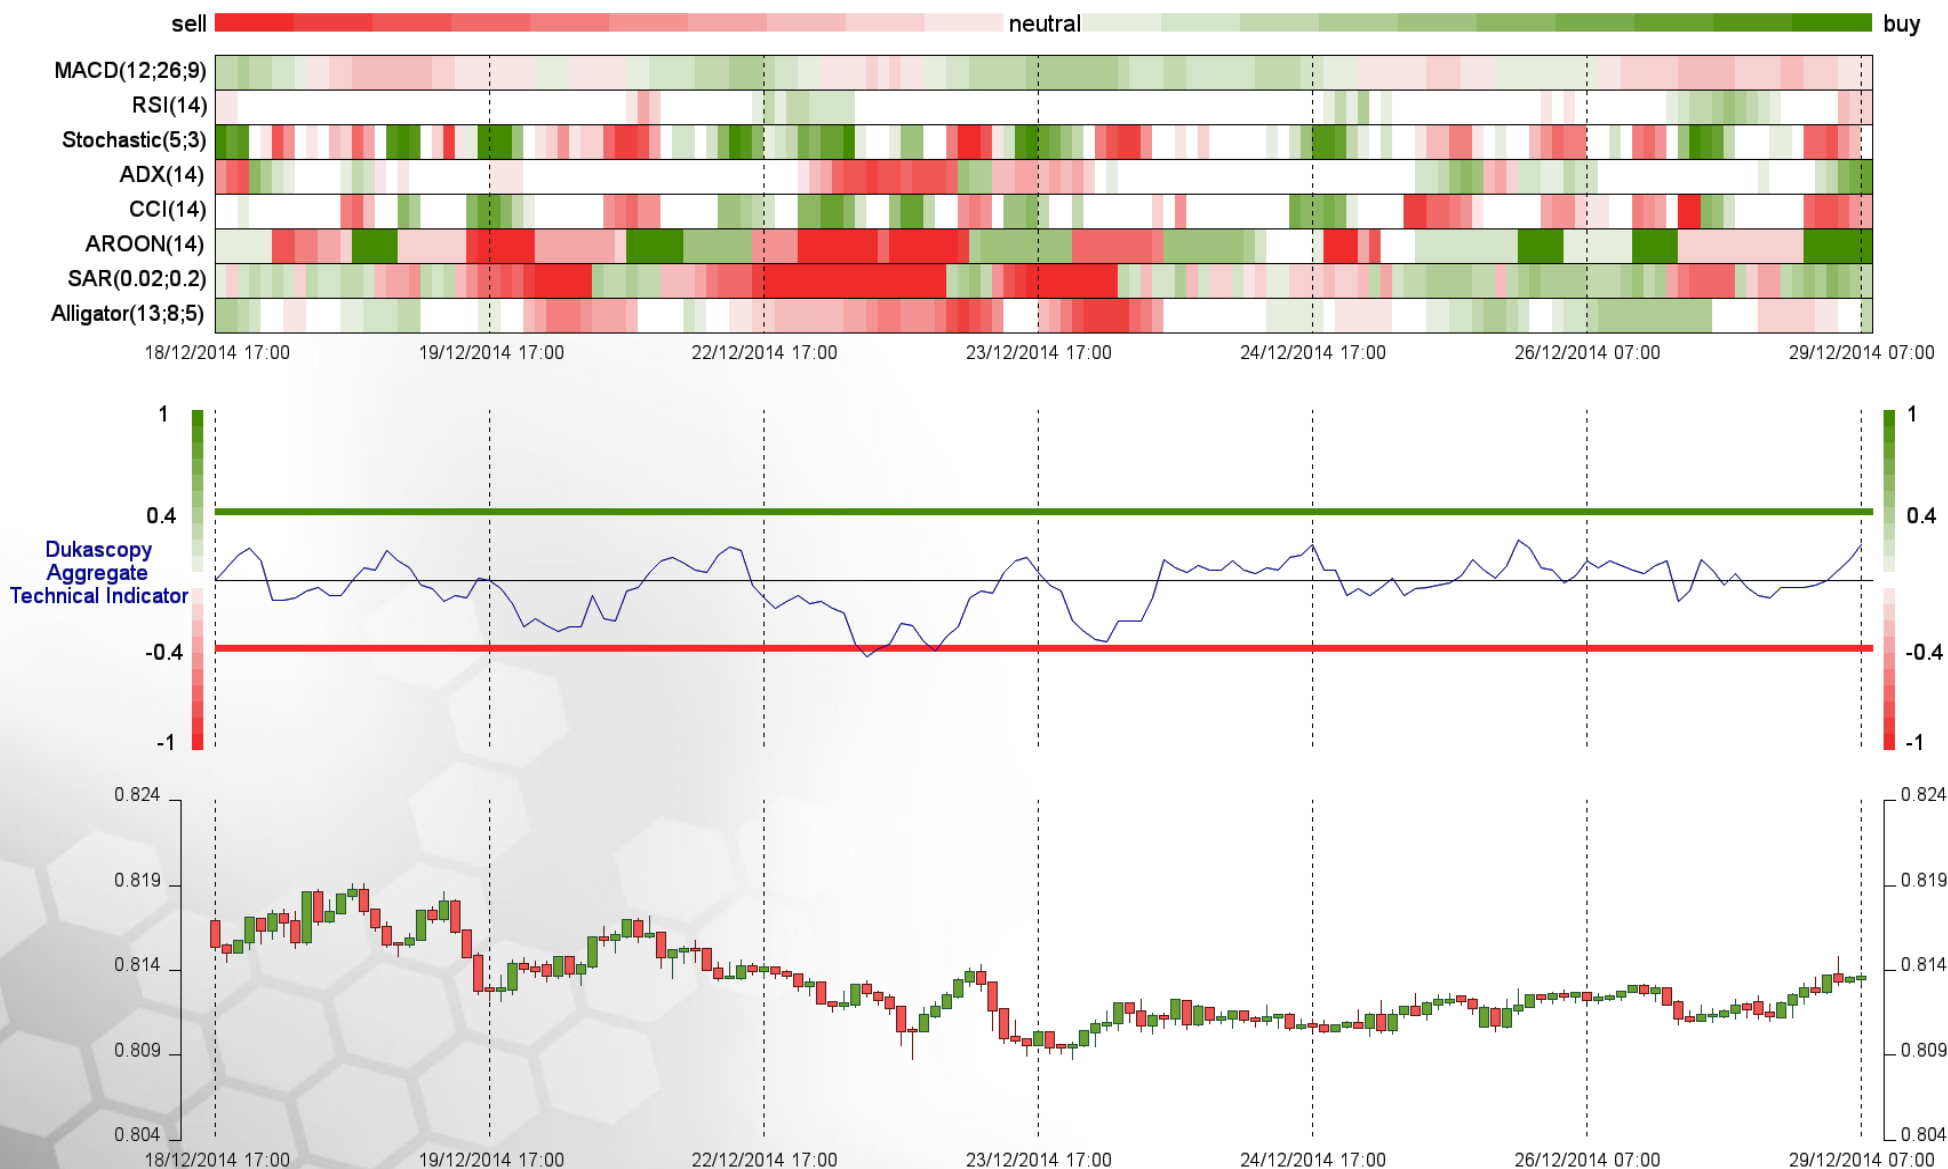 sell neutral buy
MACD(12;26;9)
RSI(14)
Stochastic(5;3)
ADX(14)
CCI(14)
AROON(14)
SAR(0.02;0.2)
Alligator(13;8;5)
18/12/2014 17:00 19/12/2014 17:00 22/12/2014 17:00 23/12/2014 17:00 24/12/2014 17:00 26/12/2014 07:00 29/12/2014 07:00
1 1
0.4 0.4
Dukascopy
Aggregate
Technical Indicator
-0.4 -0.4
-1 -1
0.824 0.824
0.819 0.819
0.814 0.814
0.809 0.809
0.804 0.804
18/12/2014 17:00 19/12/2014 17:00 22/12/2014 17:00 23/12/2014 17:00 24/12/2014 17:00 26/12/2014 07:00 29/12/2014 07:00